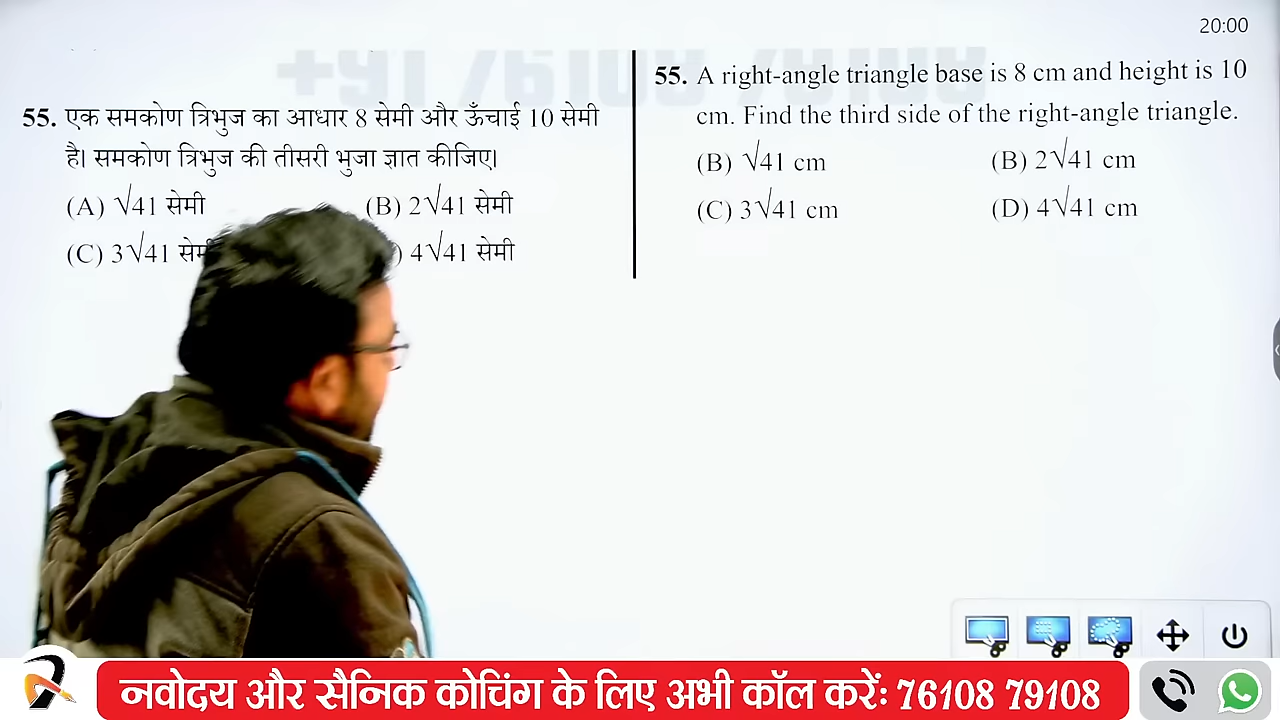 20:00
+91 76108 79108
55. एक समकोण त्रिभुज का आधार 8 सेमी और ऊँचाई 10 सेमी
है। समकोण त्रिभुज की तीसरी भुजा ज्ञात कीजिए।
(A) √41 सेमी (B) 2√41 सेमी
(C) 3√41 ) 4√41 सेमी
55. A right-angle triangle base is 8 cm and height is 10
cm. Find the third side of the right-angle triangle.
(B) √41 cm (B) 2√41 cm
(C) 3√41 cm (D) 4√41 cm
नवोदय और सैनिक कोचिंग के लिए अभी कॉल करें: 76108 79108